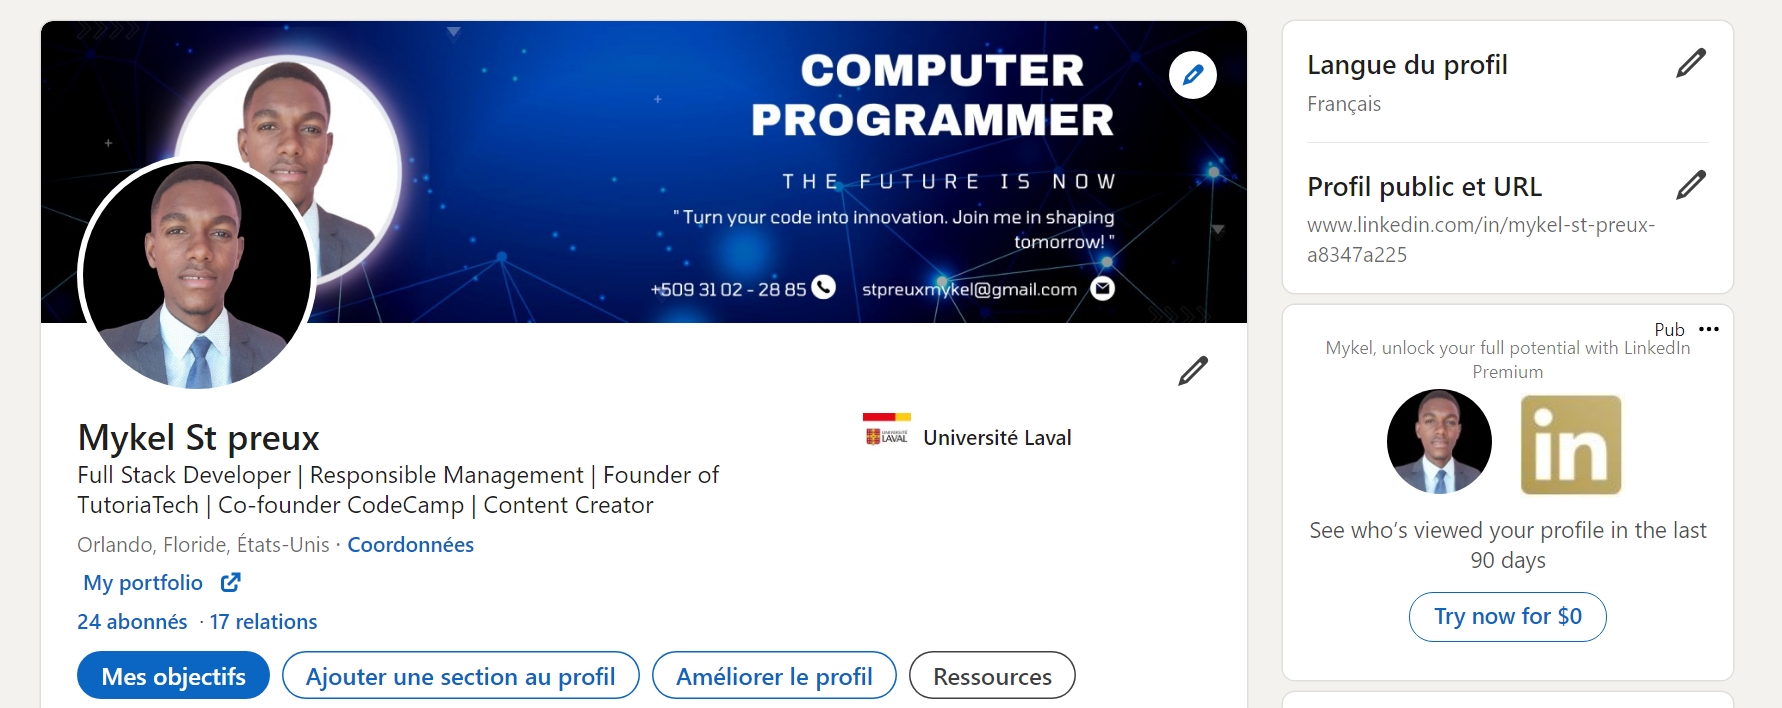 COMPUTER
PROGRAMMER
THE FUTURE IS NOW
" Turn your code into innovation. Join me in shaping
tomorrow! "
+509 31 02 - 28 85
stpreuxmykel@gmail.com
Mykel St preux
UNIVERSITÉ
LAVAL
Université Laval
Full Stack Developer | Responsible Management | Founder of
TutoriaTech | Co-founder CodeCamp | Content Creator
Orlando, Floride, États-Unis · Coordonnées
My portfolio
24 abonnés · 17 relations
Mes objectifs
Ajouter une section au profil
Améliorer le profil
Ressources
Langue du profil
Français
Profil public et URL
www.linkedin.com/in/mykel-st-preux-
a8347a225
Pub
Mykel, unlock your full potential with LinkedIn
Premium
in
See who's viewed your profile in the last
90 days
Try now for $0